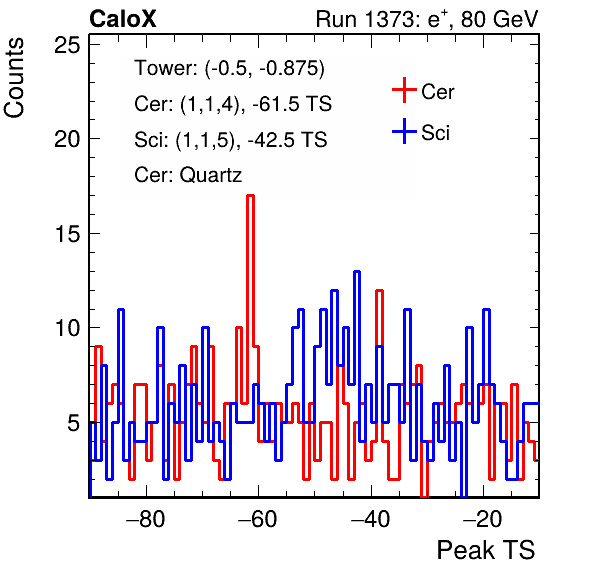 CaloX Run 1373: e⁺, 80 GeV
Counts
25
20
15
10
5
Tower: (-0.5, -0.875)
Cer: (1,1,4), -61.5 TS
Sci: (1,1,5), -42.5 TS
Cer: Quartz
Cer
Sci
−80 −60 −40 −20
Peak TS